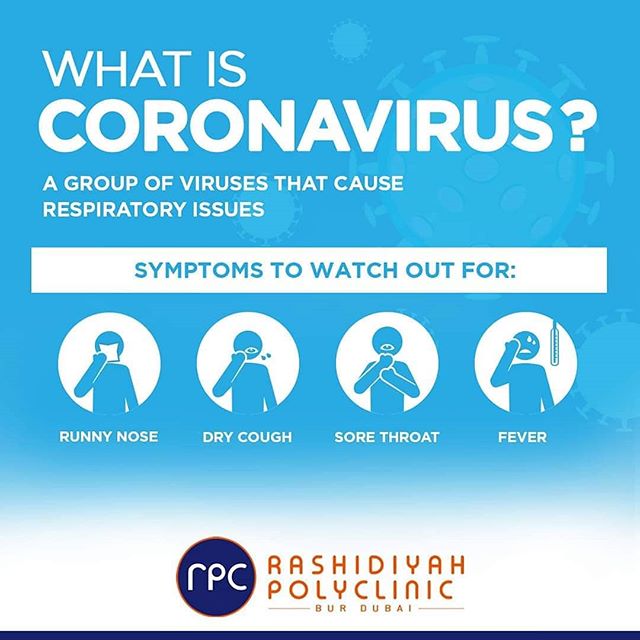 WHAT IS
CORONAVIRUS?
A GROUP OF VIRUSES THAT CAUSE
RESPIRATORY ISSUES
SYMPTOMS TO WATCH OUT FOR:
RUNNY NOSE
DRY COUGH
SORE THROAT
FEVER
rpc
RASHIDIYAH
POLYCLINIC
BUR DUBAI